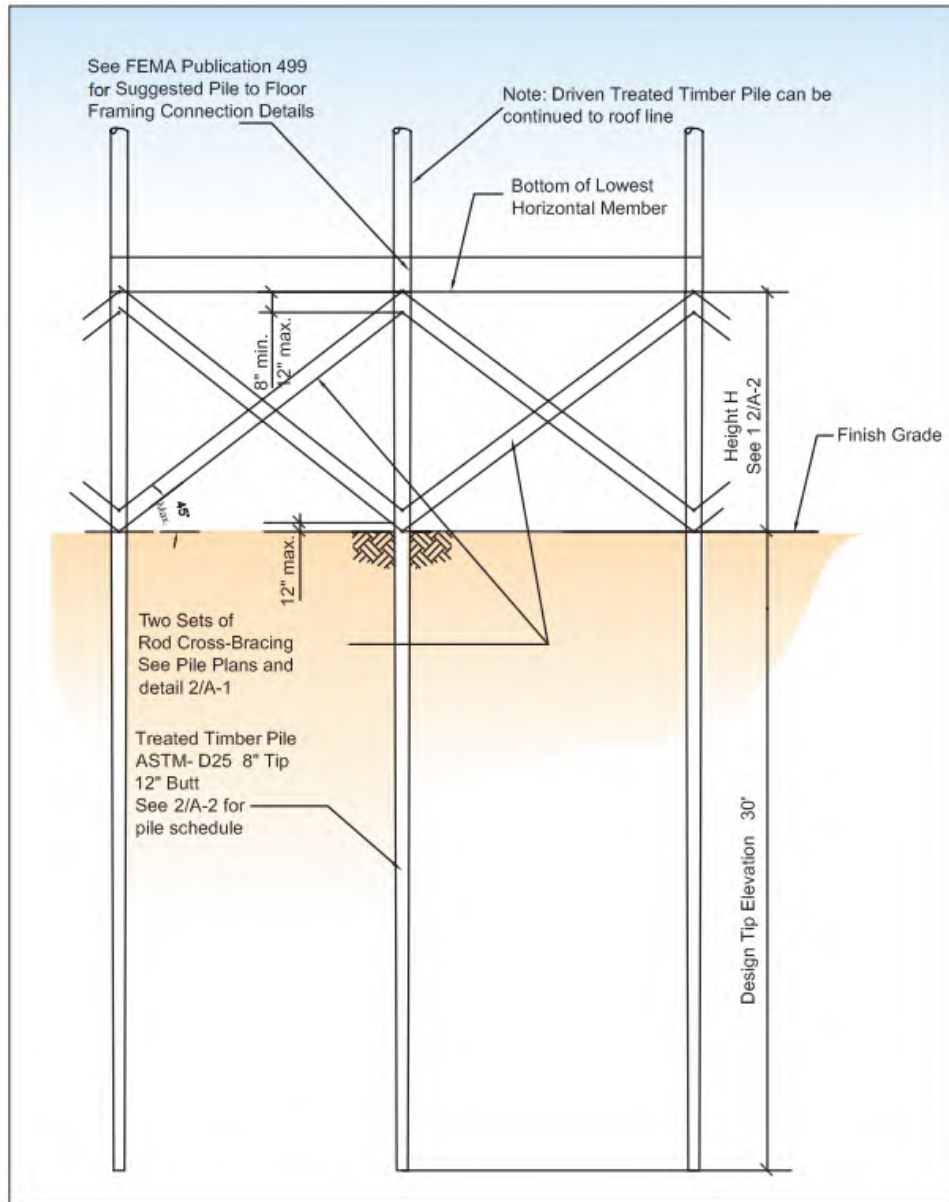 See FEMA Publication 499
for Suggested Pile to Floor
Framing Connection Details
Note: Driven Treated Timber Pile can be
continued to roof line
Bottom of Lowest
Horizontal Member
8" min.
12" max.
Height H
See 1 2/A-2
Finish Grade
45°
Max.
12" max.
Two Sets of
Rod Cross-Bracing
See Pile Plans and
detail 2/A-1
Treated Timber Pile
ASTM- D25 8" Tip
12" Butt
See 2/A-2 for
pile schedule
Design Tip Elevation 30'